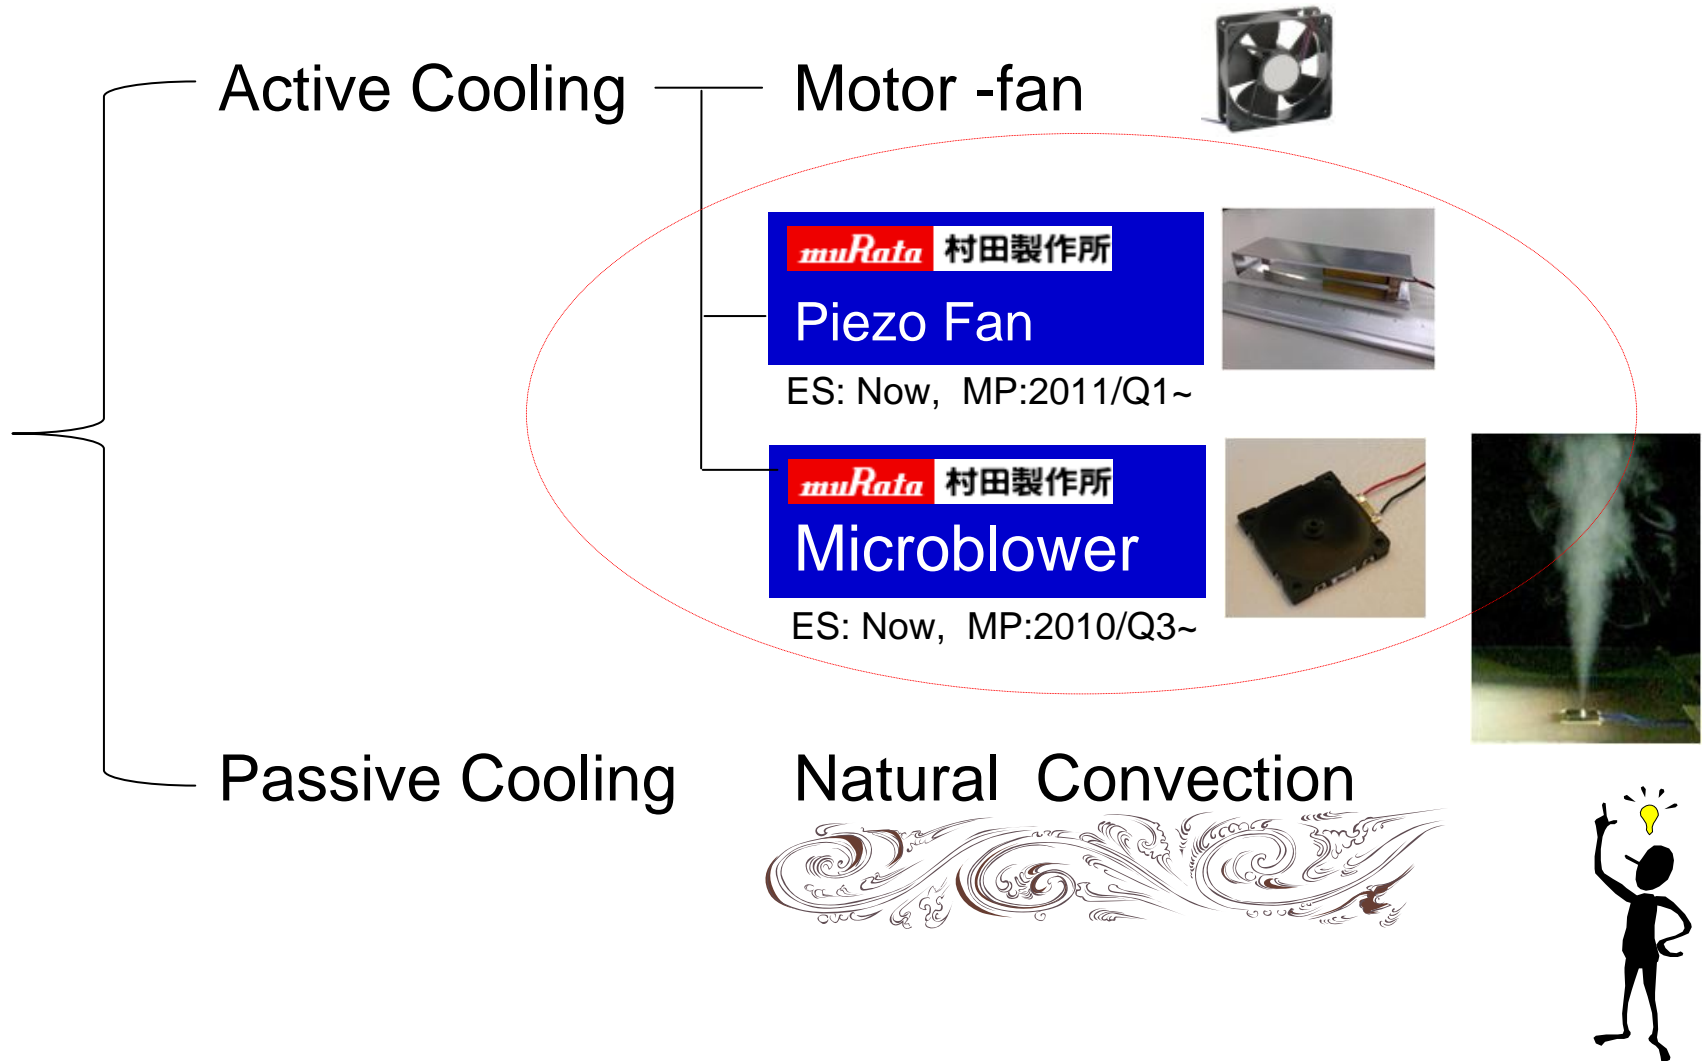 Active Cooling
Motor -fan
muRata 村田製作所
Piezo Fan
ES: Now, MP:2011/Q1~
muRata 村田製作所
Microblower
ES: Now, MP:2010/Q3~
Passive Cooling
Natural Convection